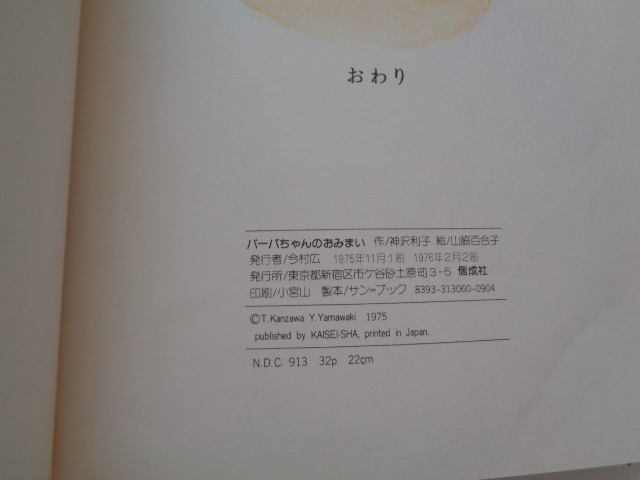 おわり
バーバちゃんのおみまい 作/神沢利子 絵/山脇百合子
発行者/今村広 1975年11月1刷 1976年2月2刷
発行所/東京都新宿区市ケ谷砂土原町3-5 偕成社
印刷/小宮山 製本/サン=ブック 8393-313060-0904
©T.Kanzawa Y.Yamawaki 1975
published by KAISEI-SHA, printed in Japan.
N.D.C. 913 32p 22cm